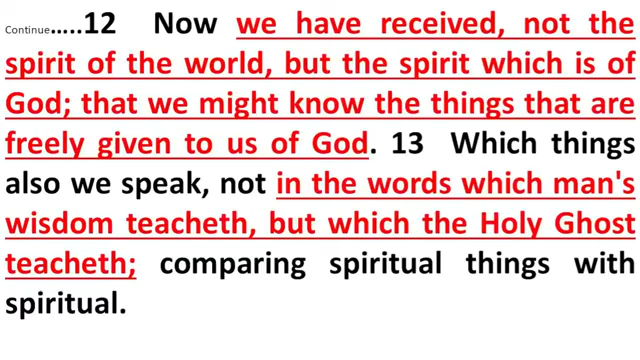 Continue.....12 Now we have received, not the
spirit of the world, but the spirit which is of
God; that we might know the things that are
freely given to us of God. 13 Which things
also we speak, not in the words which man's
wisdom teacheth, but which the Holy Ghost
teacheth; comparing spiritual things with
spiritual.